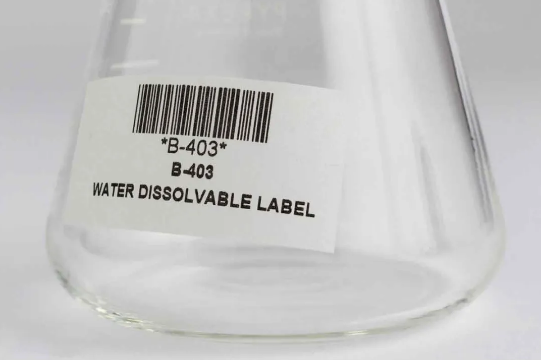 *B-403*
B-403
WATER DISSOLVABLE LABEL